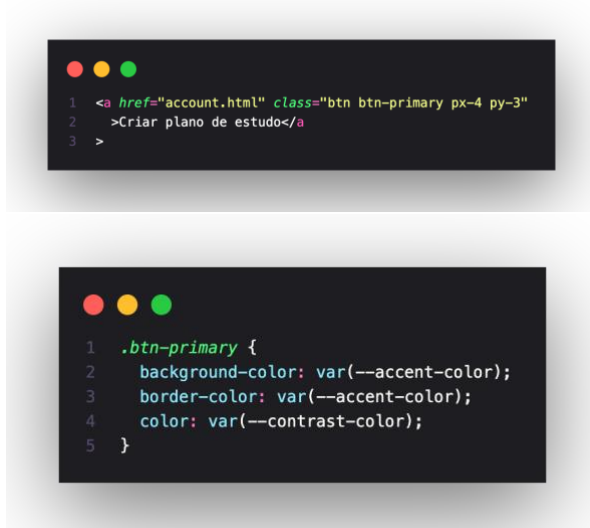 1 <a href="account.html" class="btn btn-primary px-4 py-3"
2 >Criar plano de estudo</a
3 >
1 .btn-primary {
2 background-color: var(--accent-color);
3 border-color: var(--accent-color);
4 color: var(--contrast-color);
5 }